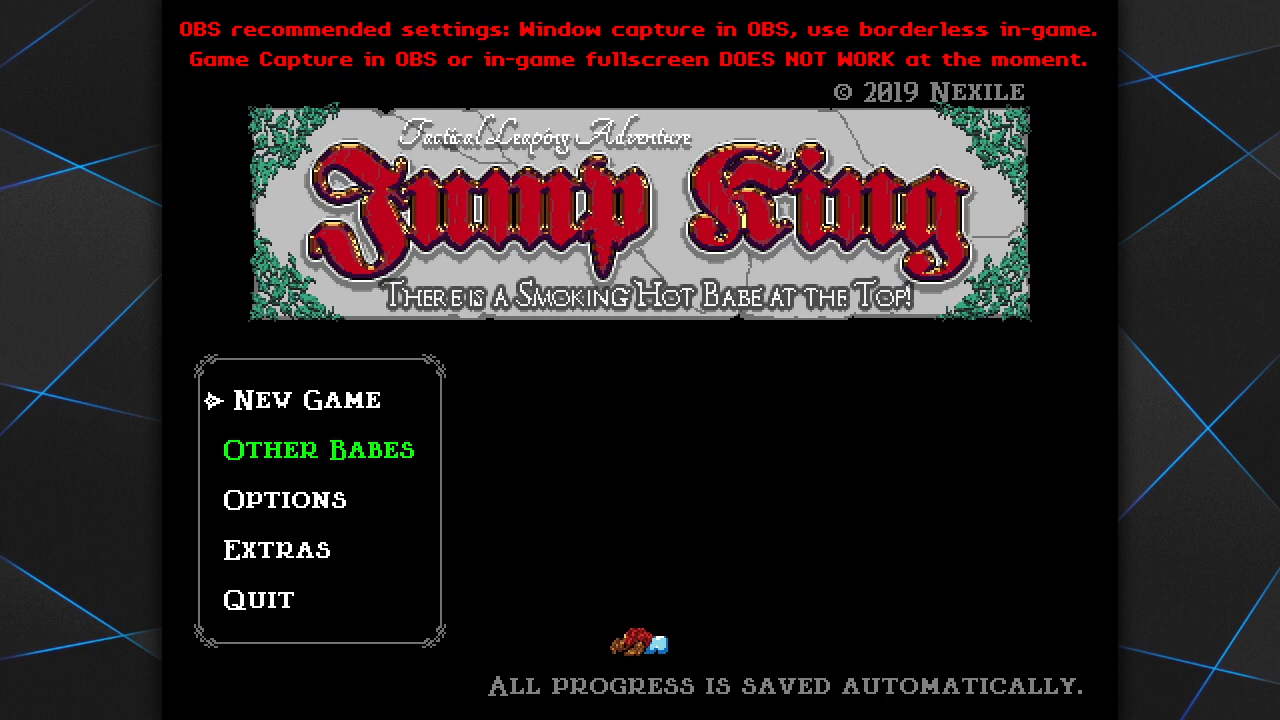 OBS recommended settings: Window capture in OBS, use borderless in-game.
Game Capture in OBS or in-game fullscreen DOES NOT WORK at the moment.
© 2019 Nexile
Tactical Leaping Adventure
Jump King
There is a Smoking Hot Babe at the Top!
New Game
Other Babes
Options
Extras
Quit
All progress is saved automatically.